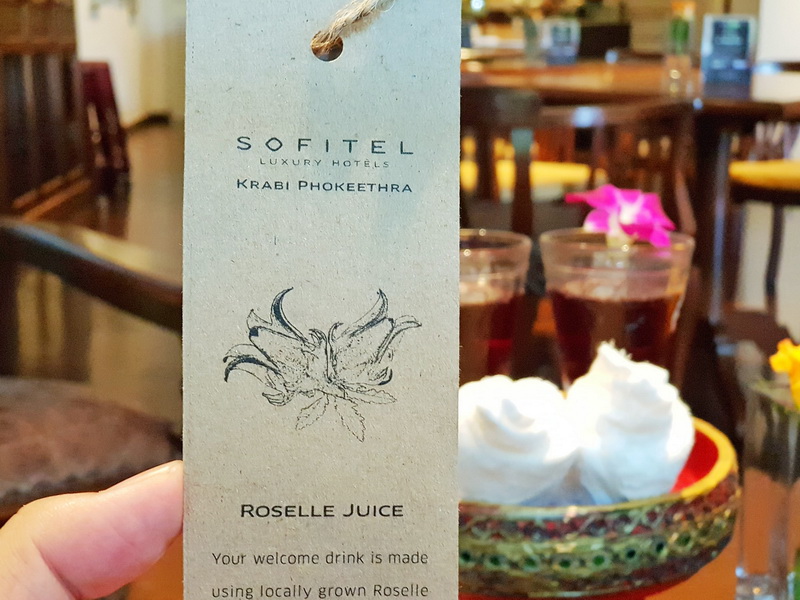 SOFITEL
LUXURY HOTELS
KRABI PHOKEETHRA
ROSELLE JUICE
Your welcome drink is made
using locally grown Roselle